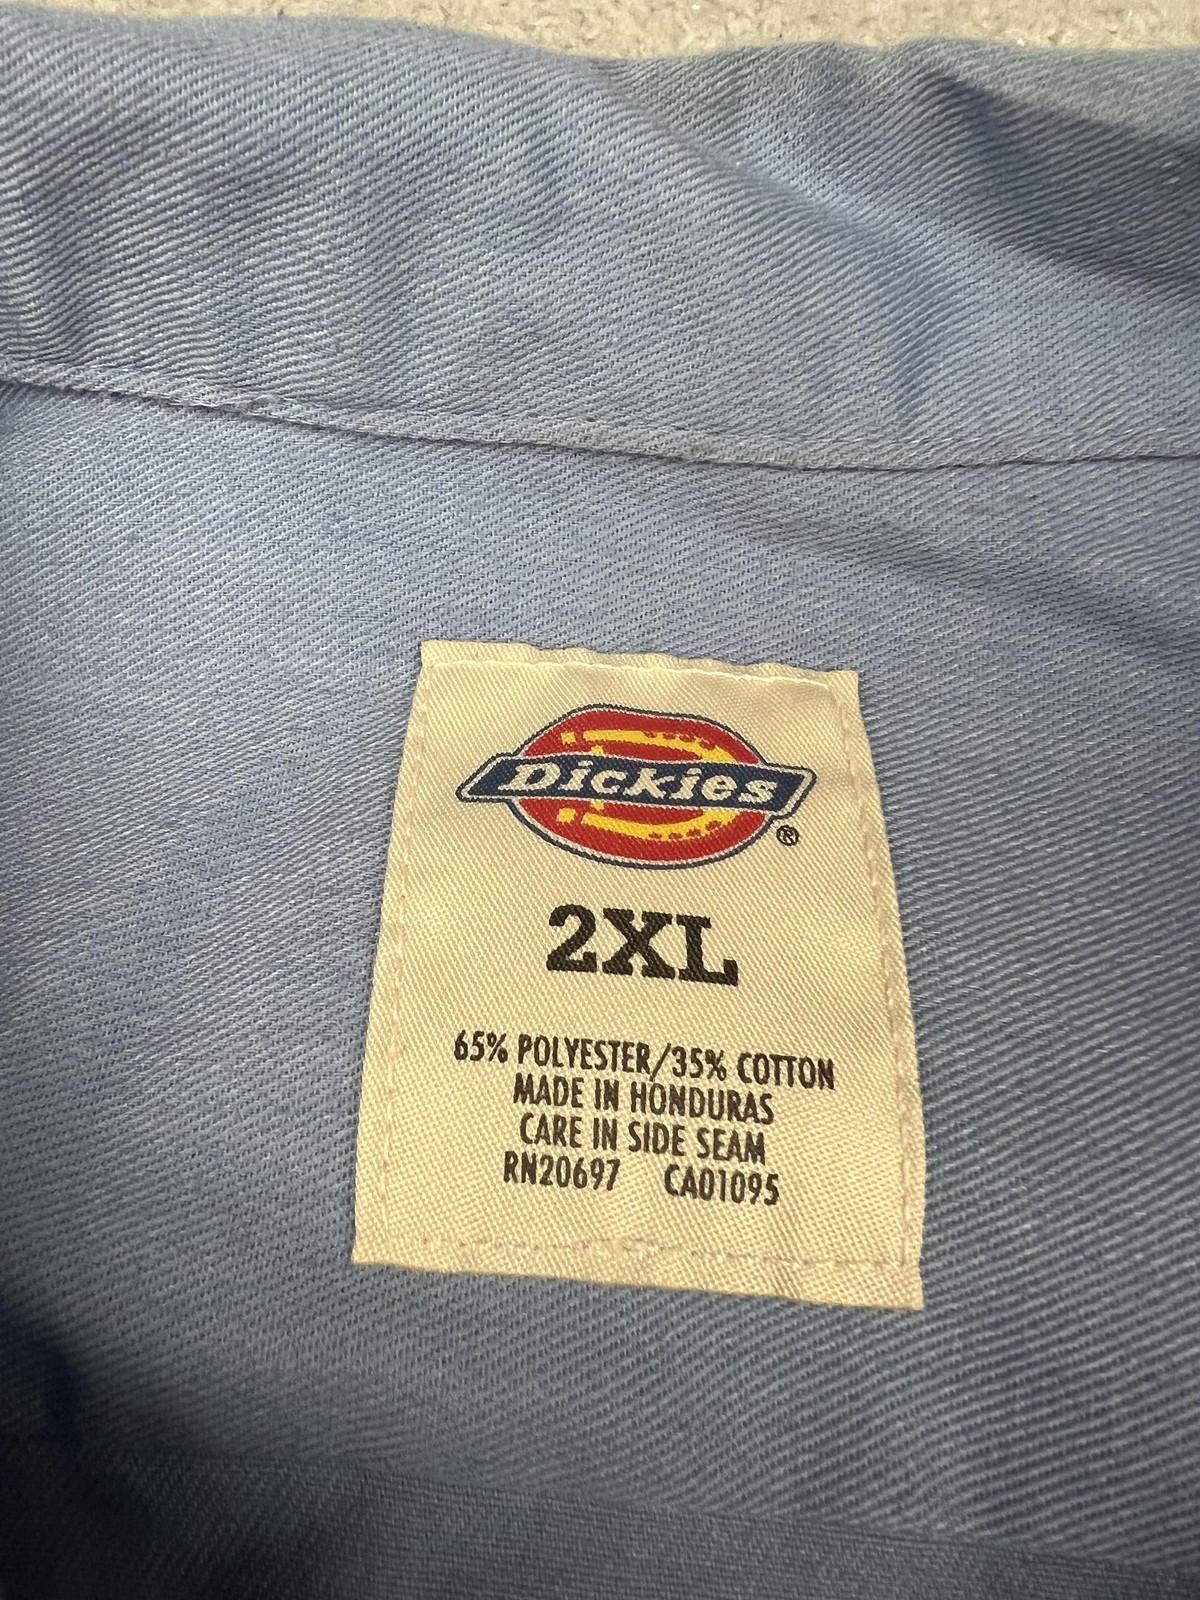 Dickies®
2XL
65% POLYESTER/35% COTTON
MADE IN HONDURAS
CARE IN SIDE SEAM
RN20697 CA01095